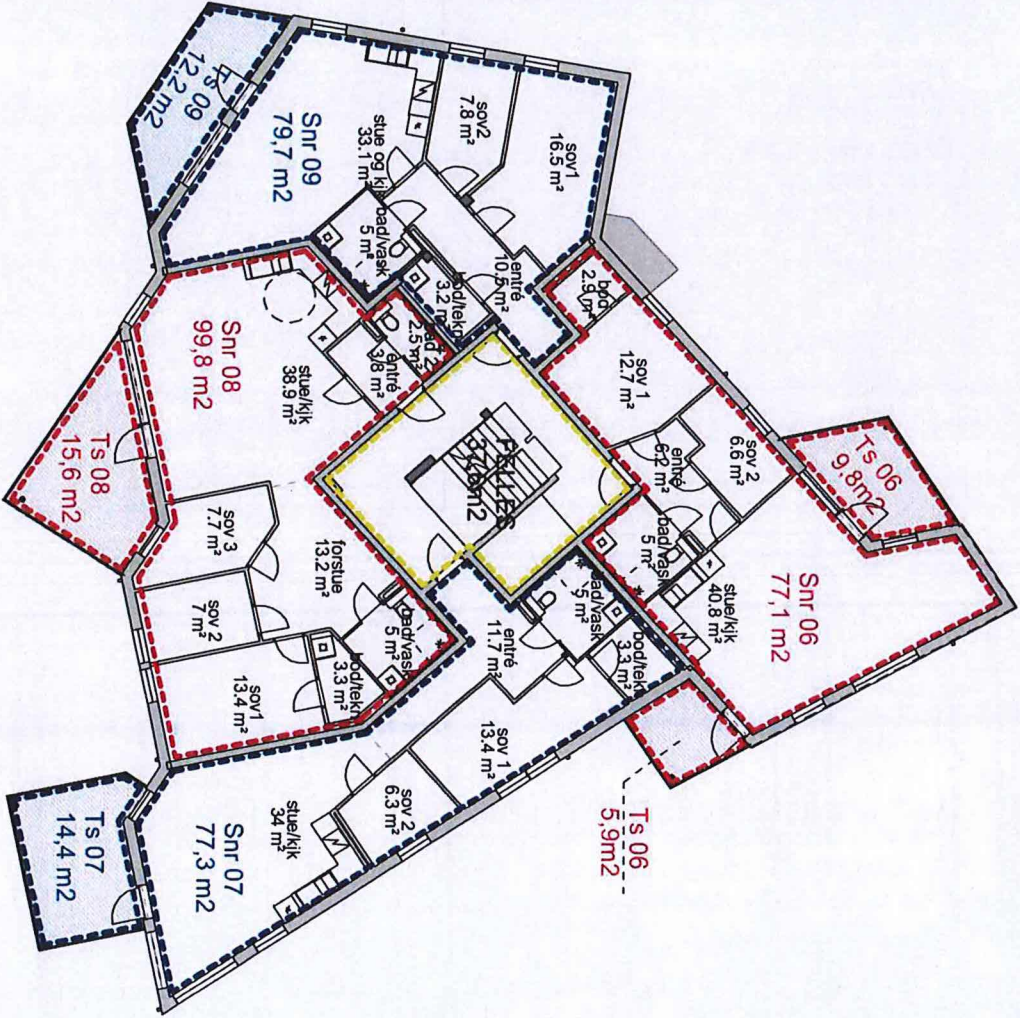 Ts 09
12,2 m2
Snr 09
79,7 m2
sov2
7.8 m²
sov1
16.5 m²
stue og kjk
33.1 m²
bad/vask
5 m²
bod/tekn
3.2 m²
entré
10.5 m²
bod
2.9 m²
2.5 m²
entré
3.8 m²
Snr 08
99,8 m2
stue/kjk
38.9 m²
Ts 08
15,6 m2
FELLES
sov 1
12.7 m²
sov 2
6.6 m²
entré
6.2 m²
bad/vask
5 m²
stue/kjk
40.8 m²
Snr 06
77,1 m2
Ts 06
9,8m2
Ts 06
5,9m2
bad/vask
5 m²
bod/tekn
3.3 m²
entré
11.7 m²
sov 1
13.4 m²
sov 2
6.3 m²
stue/kjk
34 m²
Snr 07
77,3 m2
Ts 07
14,4 m2
sov 3
7.7 m²
forstue
13.2 m²
bad/vask
5 m²
bod/tekn
3.3 m²
sov 2
7 m²
sov1
13.4 m²